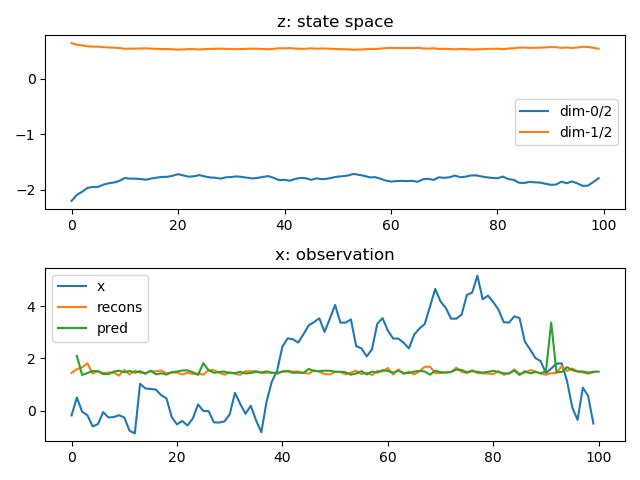 z: state space
0
−1
−2
dim-0/2
dim-1/2
0 20 40 60 80 100
x: observation
4
2
0
x
recons
pred
0 20 40 60 80 100